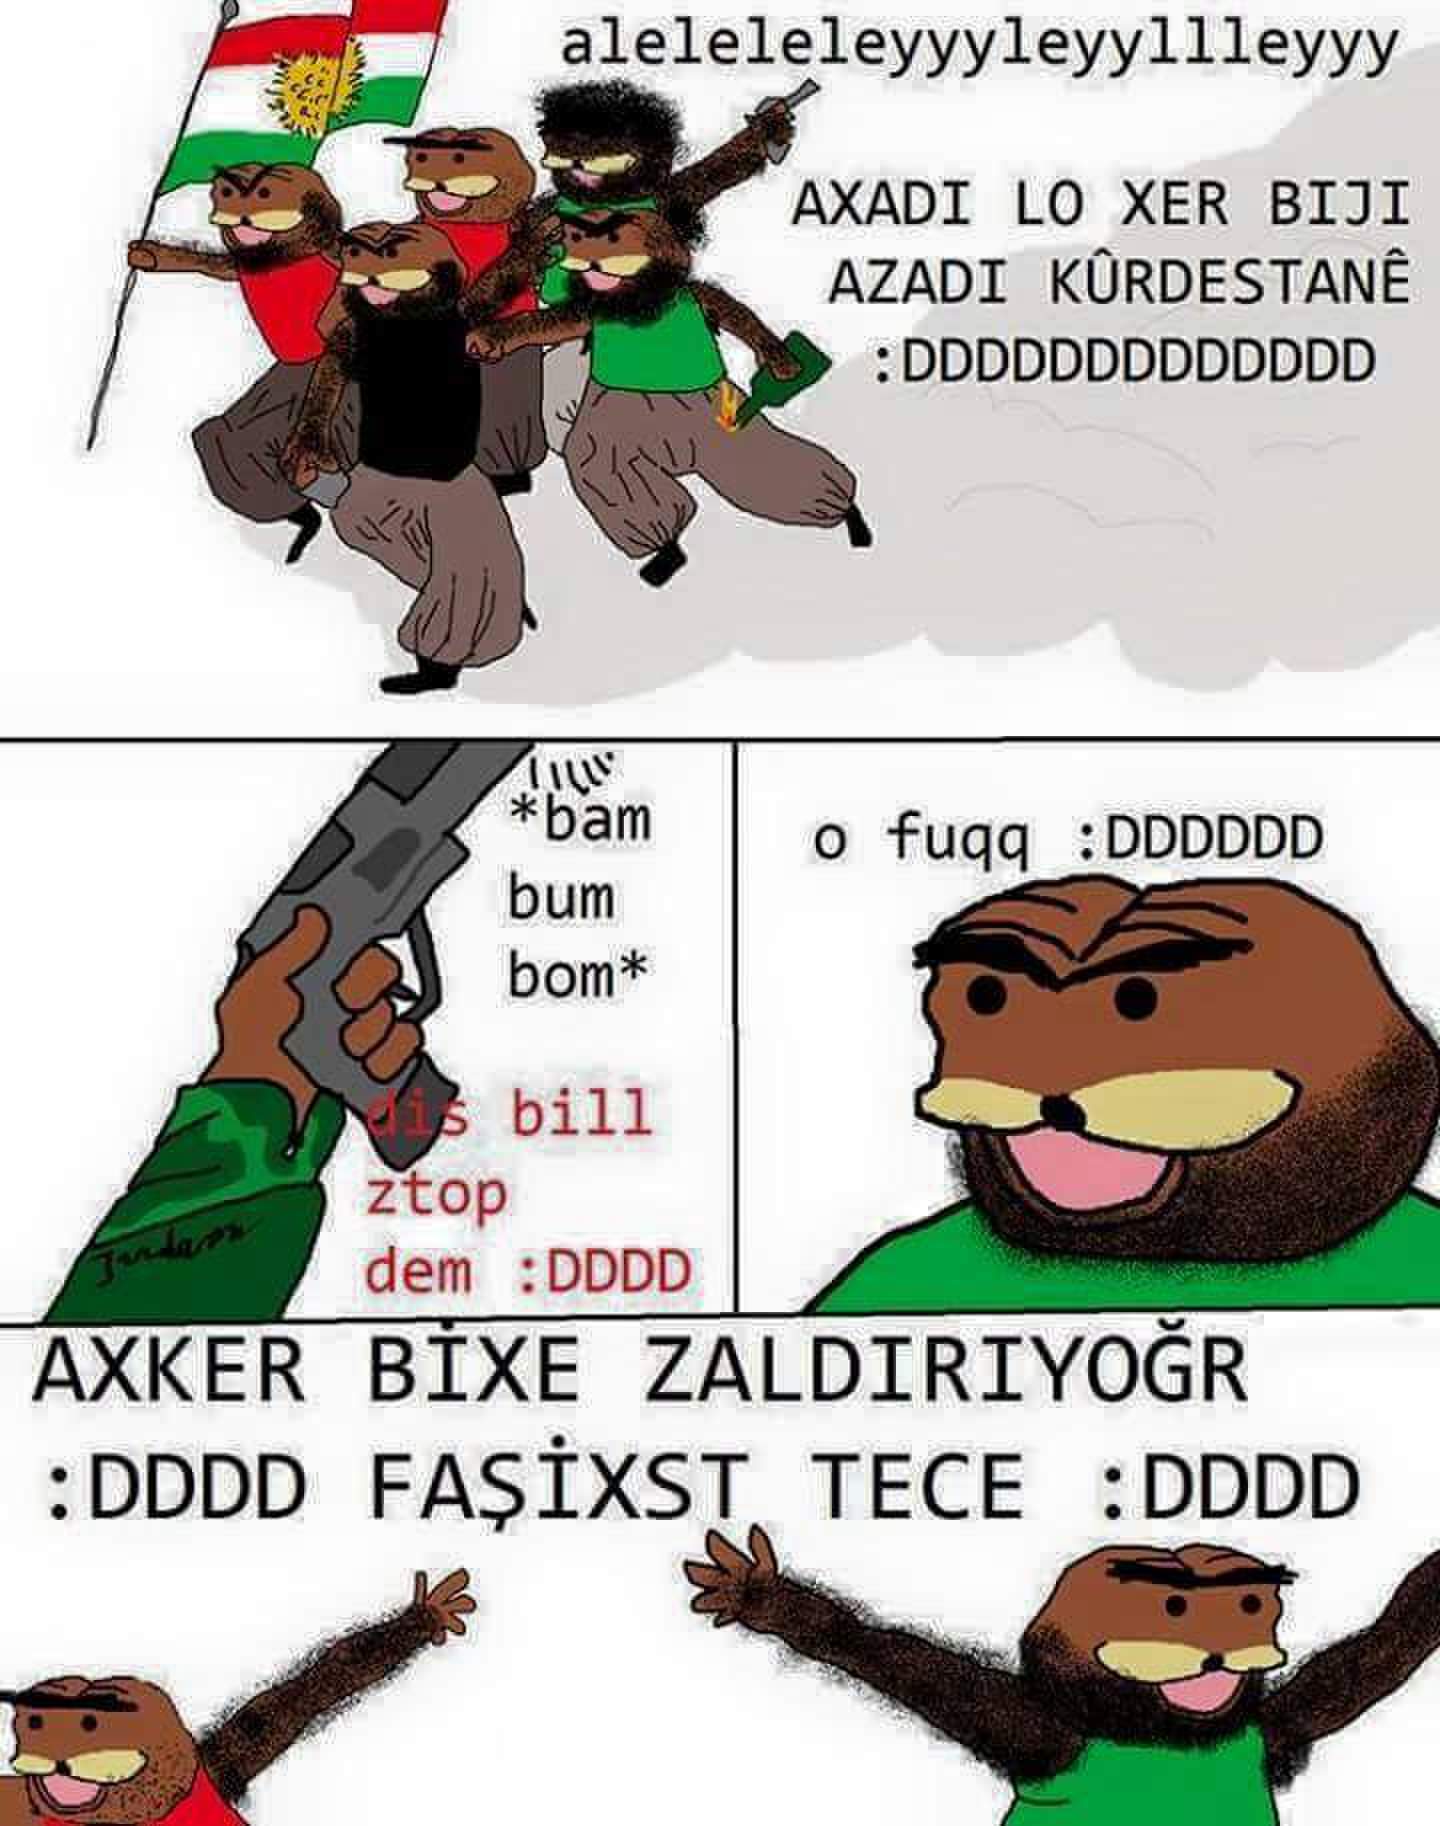 aleleleleyyyleyyllleyyy
AXADI LO XER BIJI
AZADI KÛRDESTANÊ
:DDDDDDDDDDDDD
*bam
bum
bom*
dis bill
ztop
dem :DDDD
o fuqq :DDDDDD
AXKER BİXE ZALDIRIYOĞR
:DDDD FAŞİXST TECE :DDDD